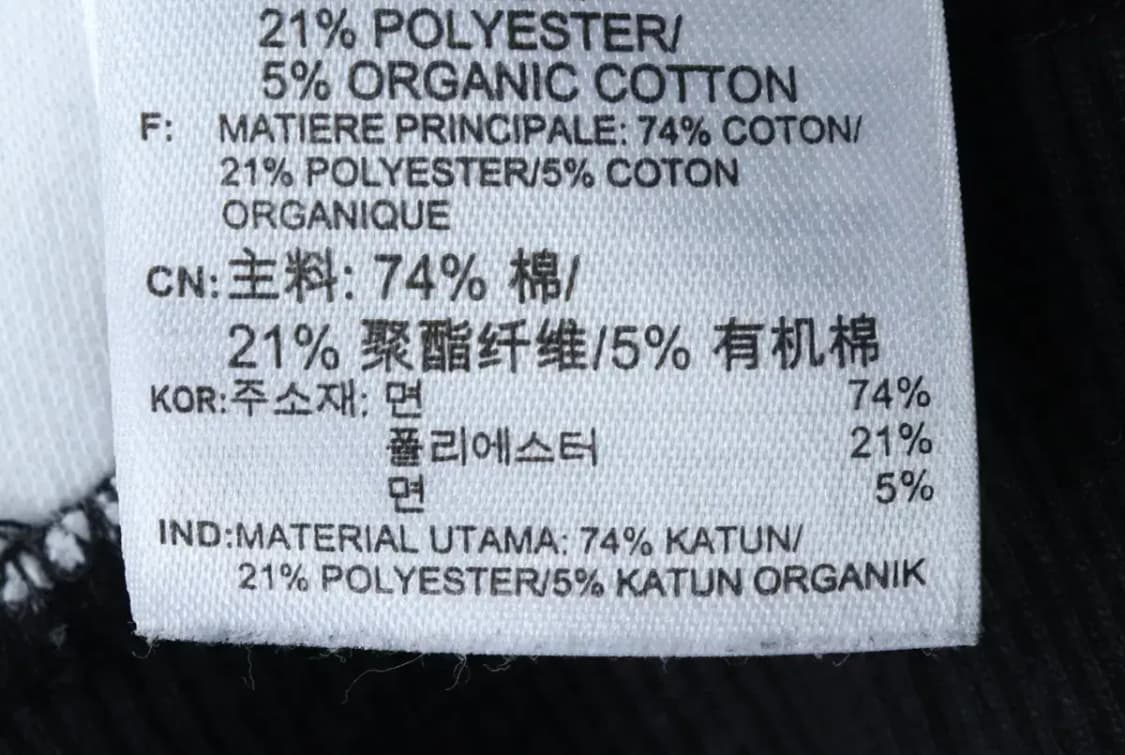 21% POLYESTER/
5% ORGANIC COTTON
F: MATIERE PRINCIPALE: 74% COTON/
21% POLYESTER/5% COTON
ORGANIQUE
CN: 主料: 74% 棉/
21% 聚酯纤维/5% 有机棉
KOR:주소재: 면 74%
폴리에스터 21%
면 5%
IND:MATERIAL UTAMA: 74% KATUN/
21% POLYESTER/5% KATUN ORGANIK